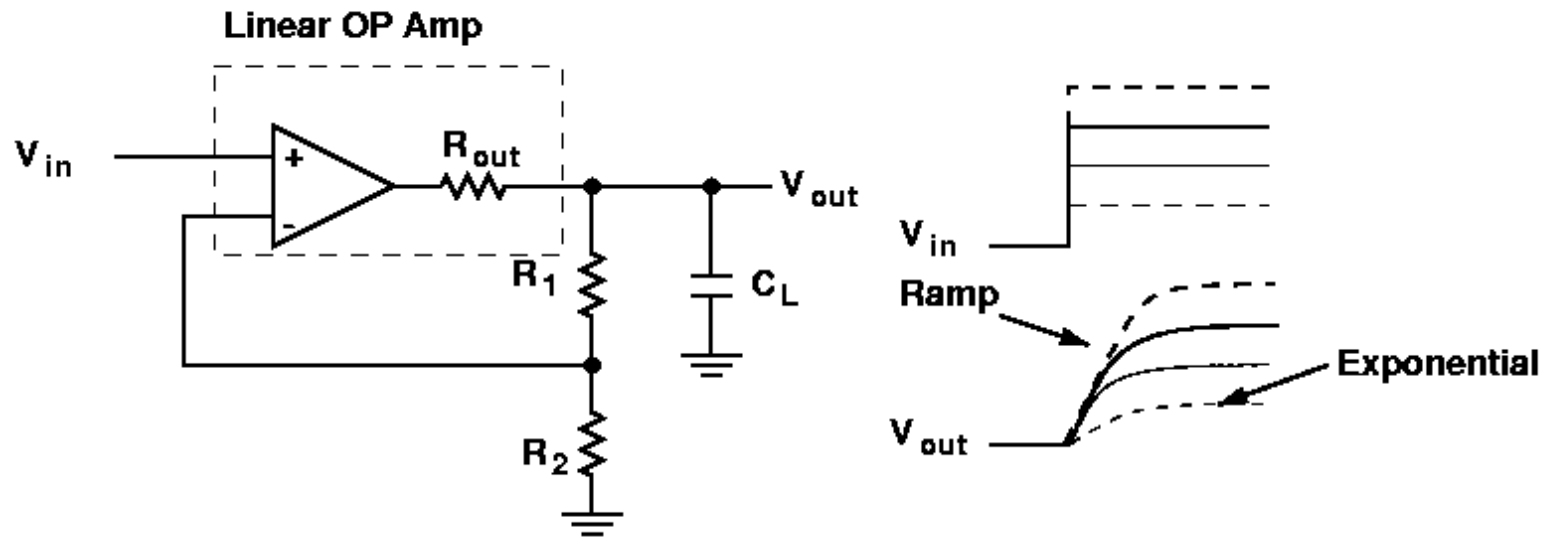 Linear OP Amp
V in
+
-
R out
V out
R 1
C L
R 2
V in
Ramp
Exponential
V out